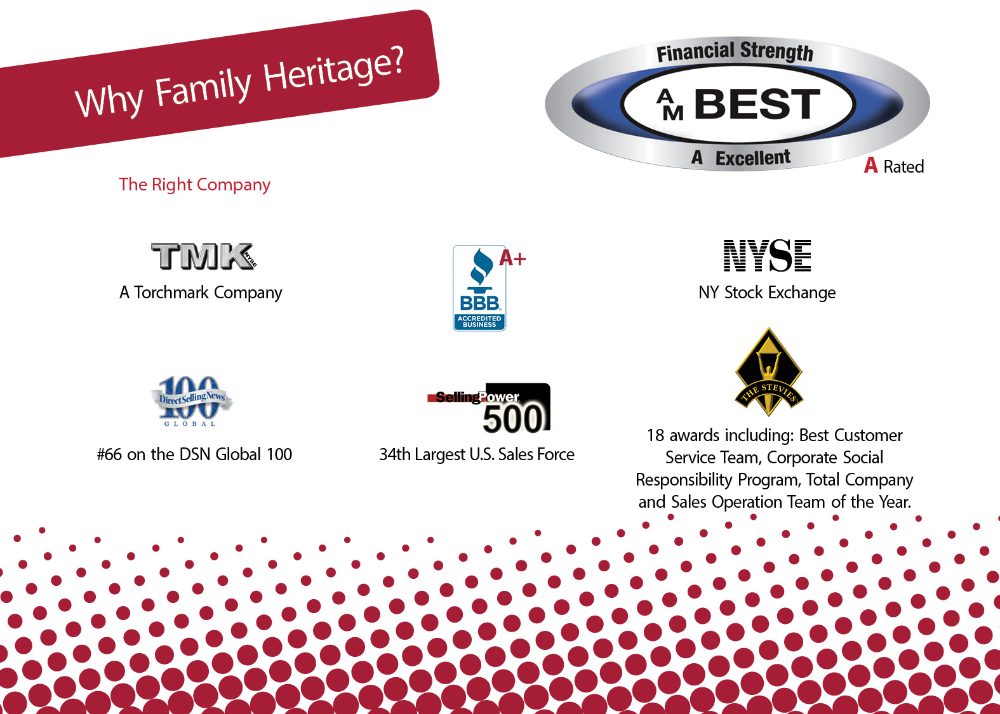 Why Family Heritage?
Financial Strength
AM BEST
A Excellent
A Rated
The Right Company
TMK NYSE
A Torchmark Company
A+
BBB
ACCREDITED
BUSINESS
NYSE
NY Stock Exchange
100
Direct Selling News
GLOBAL
#66 on the DSN Global 100
SellingPower
500
34th Largest U.S. Sales Force
THE STEVIES
18 awards including: Best Customer
Service Team, Corporate Social
Responsibility Program, Total Company
and Sales Operation Team of the Year.